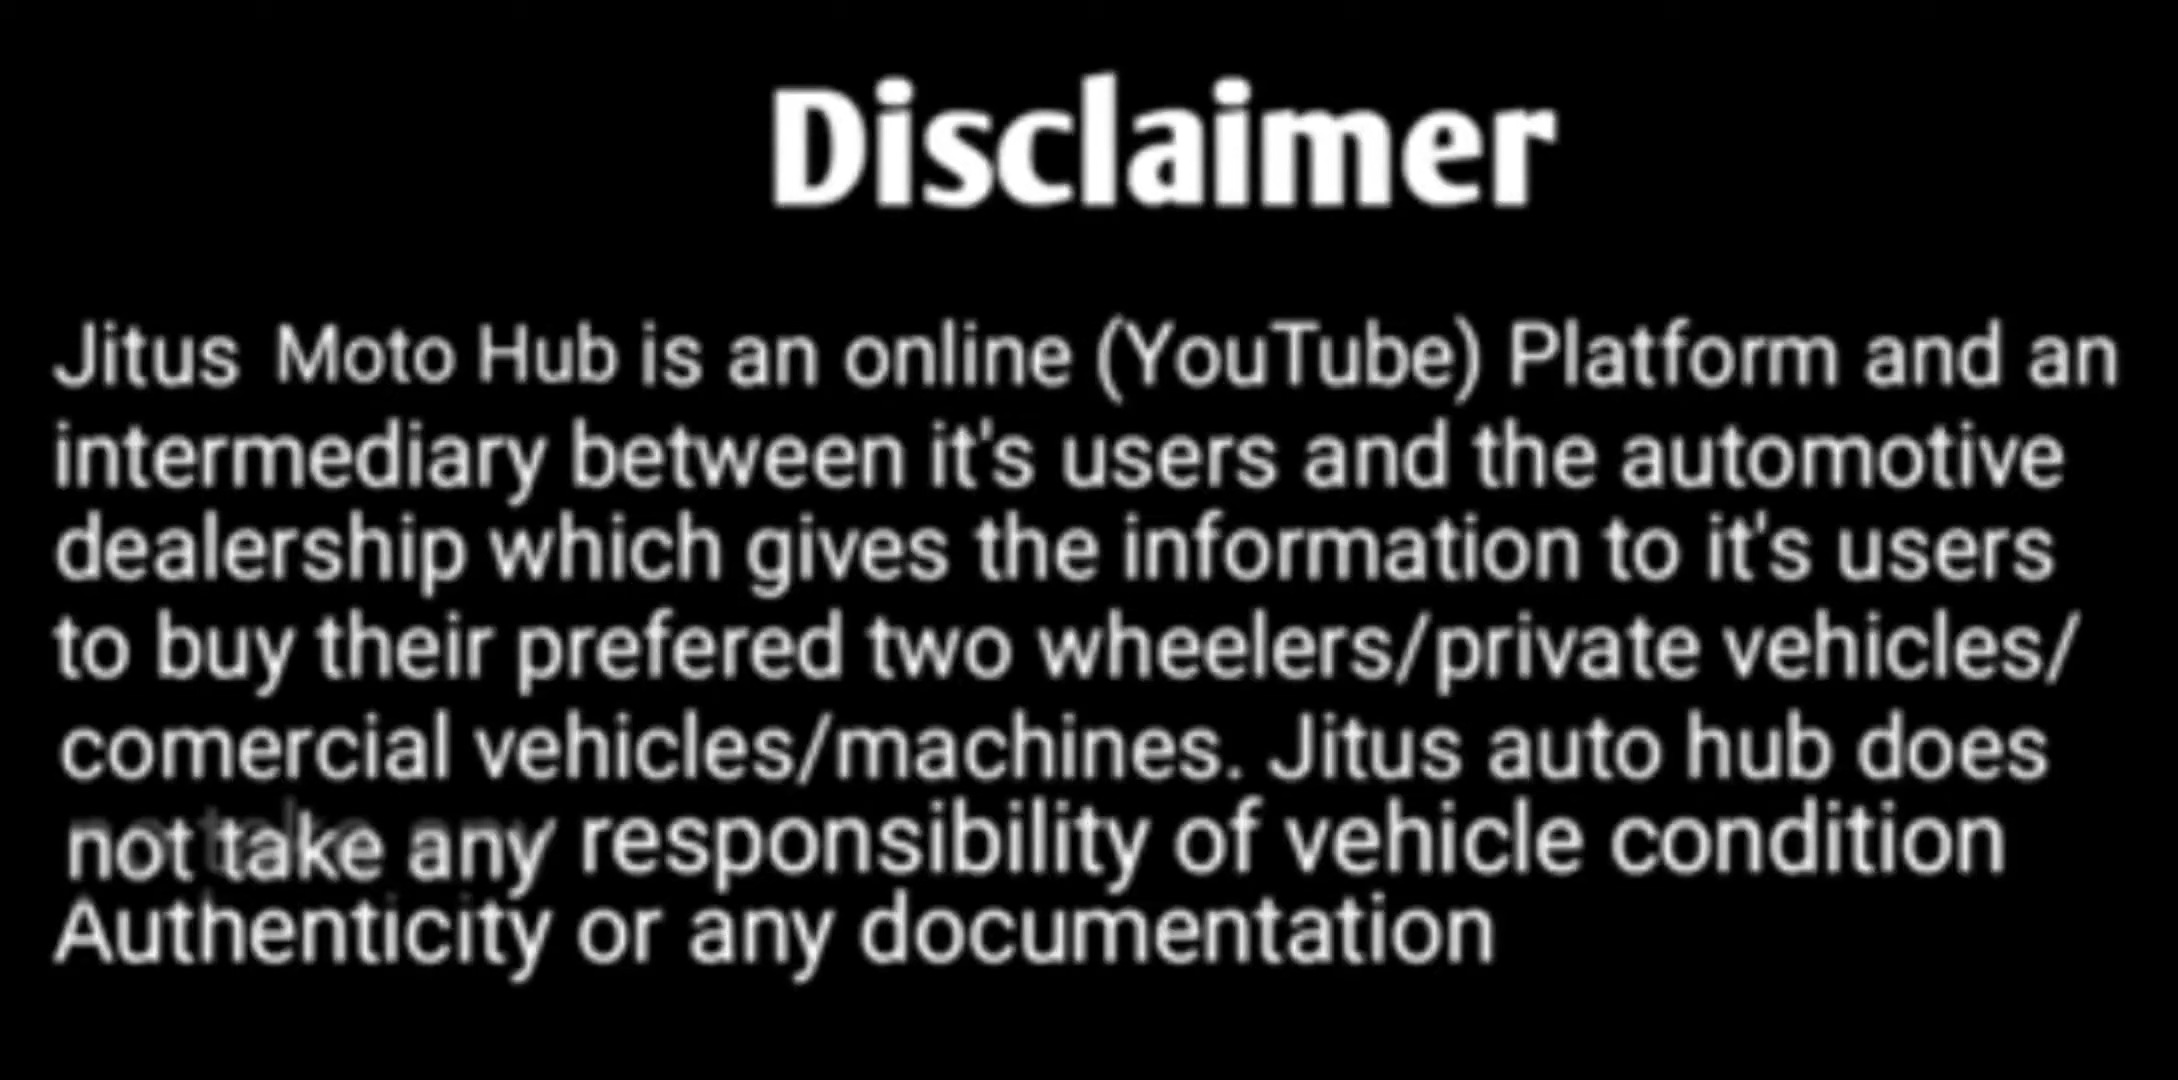 Disclaimer
Jitus Moto Hub is an online (YouTube) Platform and an
intermediary between it's users and the automotive
dealership which gives the information to it's users
to buy their prefered two wheelers/private vehicles/
comercial vehicles/machines. Jitus auto hub does
not take any responsibility of vehicle condition
Authenticity or any documentation